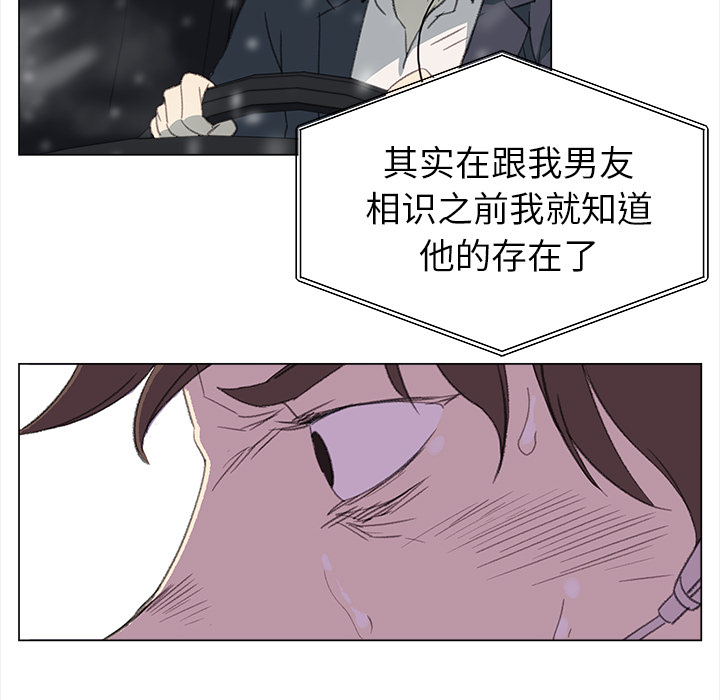 其实在跟我男友
相识之前我就知道
他的存在了